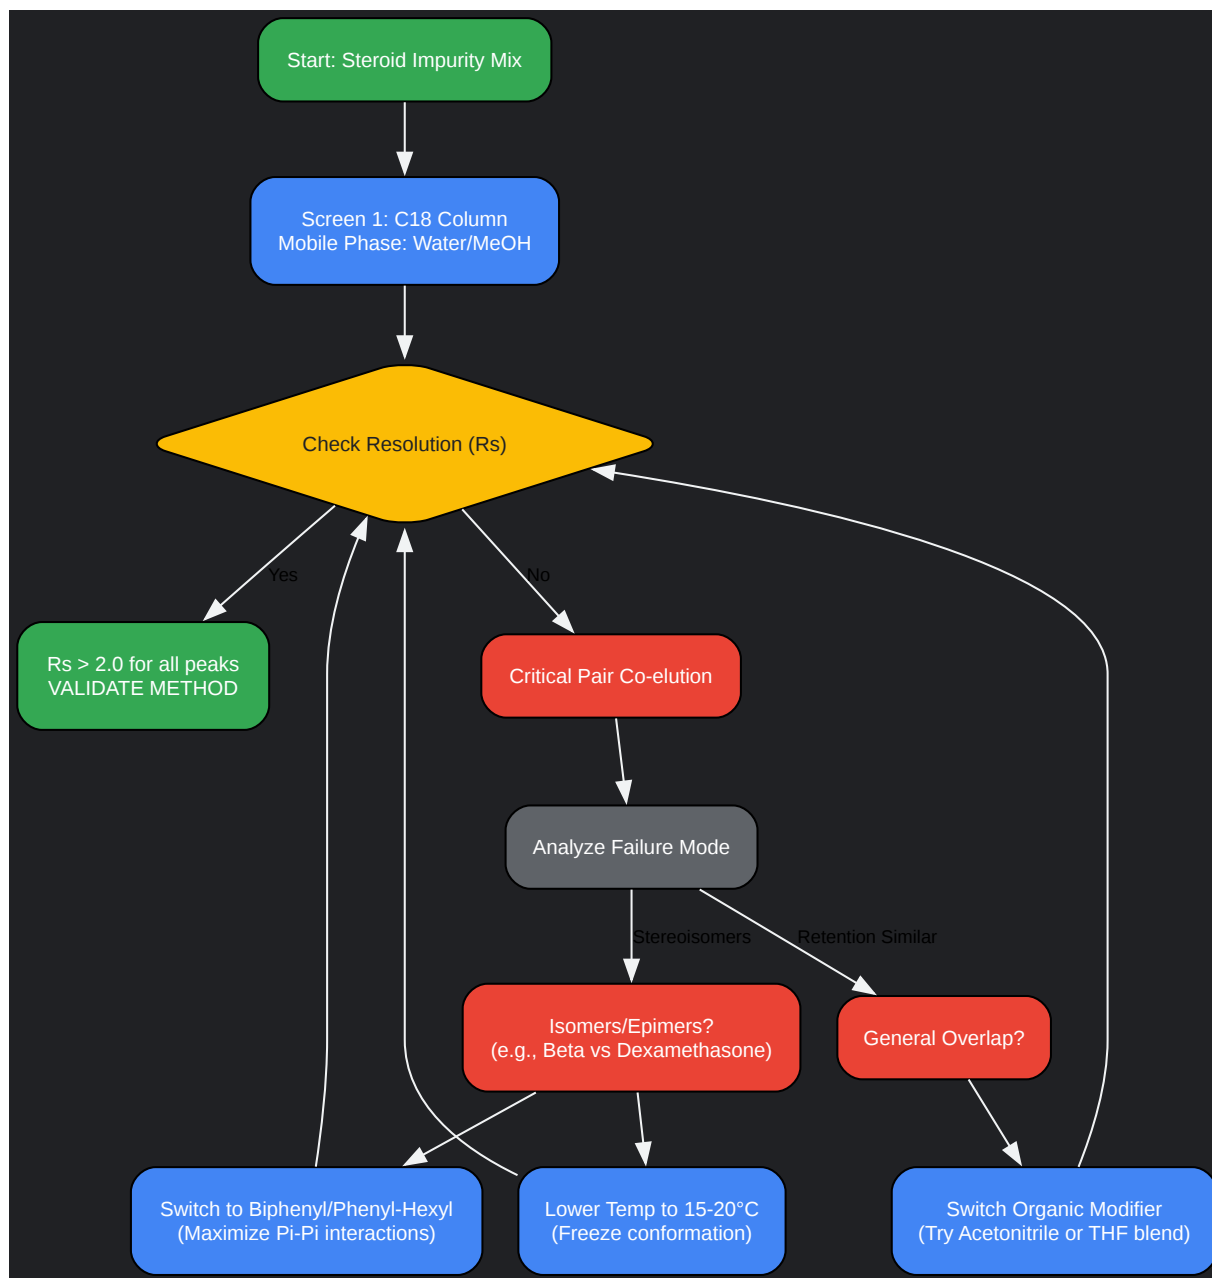 Start: Steroid Impurity Mix
Screen 1: C18 Column
Mobile Phase: Water/MeOH
Check Resolution (Rs)
Yes
No
Rs > 2.0 for all peaks
VALIDATE METHOD
Critical Pair Co-elution
Analyze Failure Mode
Stereoisomers
Retention Similar
Isomers/Epimers?
(e.g., Beta vs Dexamethasone)
General Overlap?
Switch to Biphenyl/Phenyl-Hexyl
(Maximize Pi-Pi interactions)
Lower Temp to 15-20°C
(Freeze conformation)
Switch Organic Modifier
(Try Acetonitrile or THF blend)